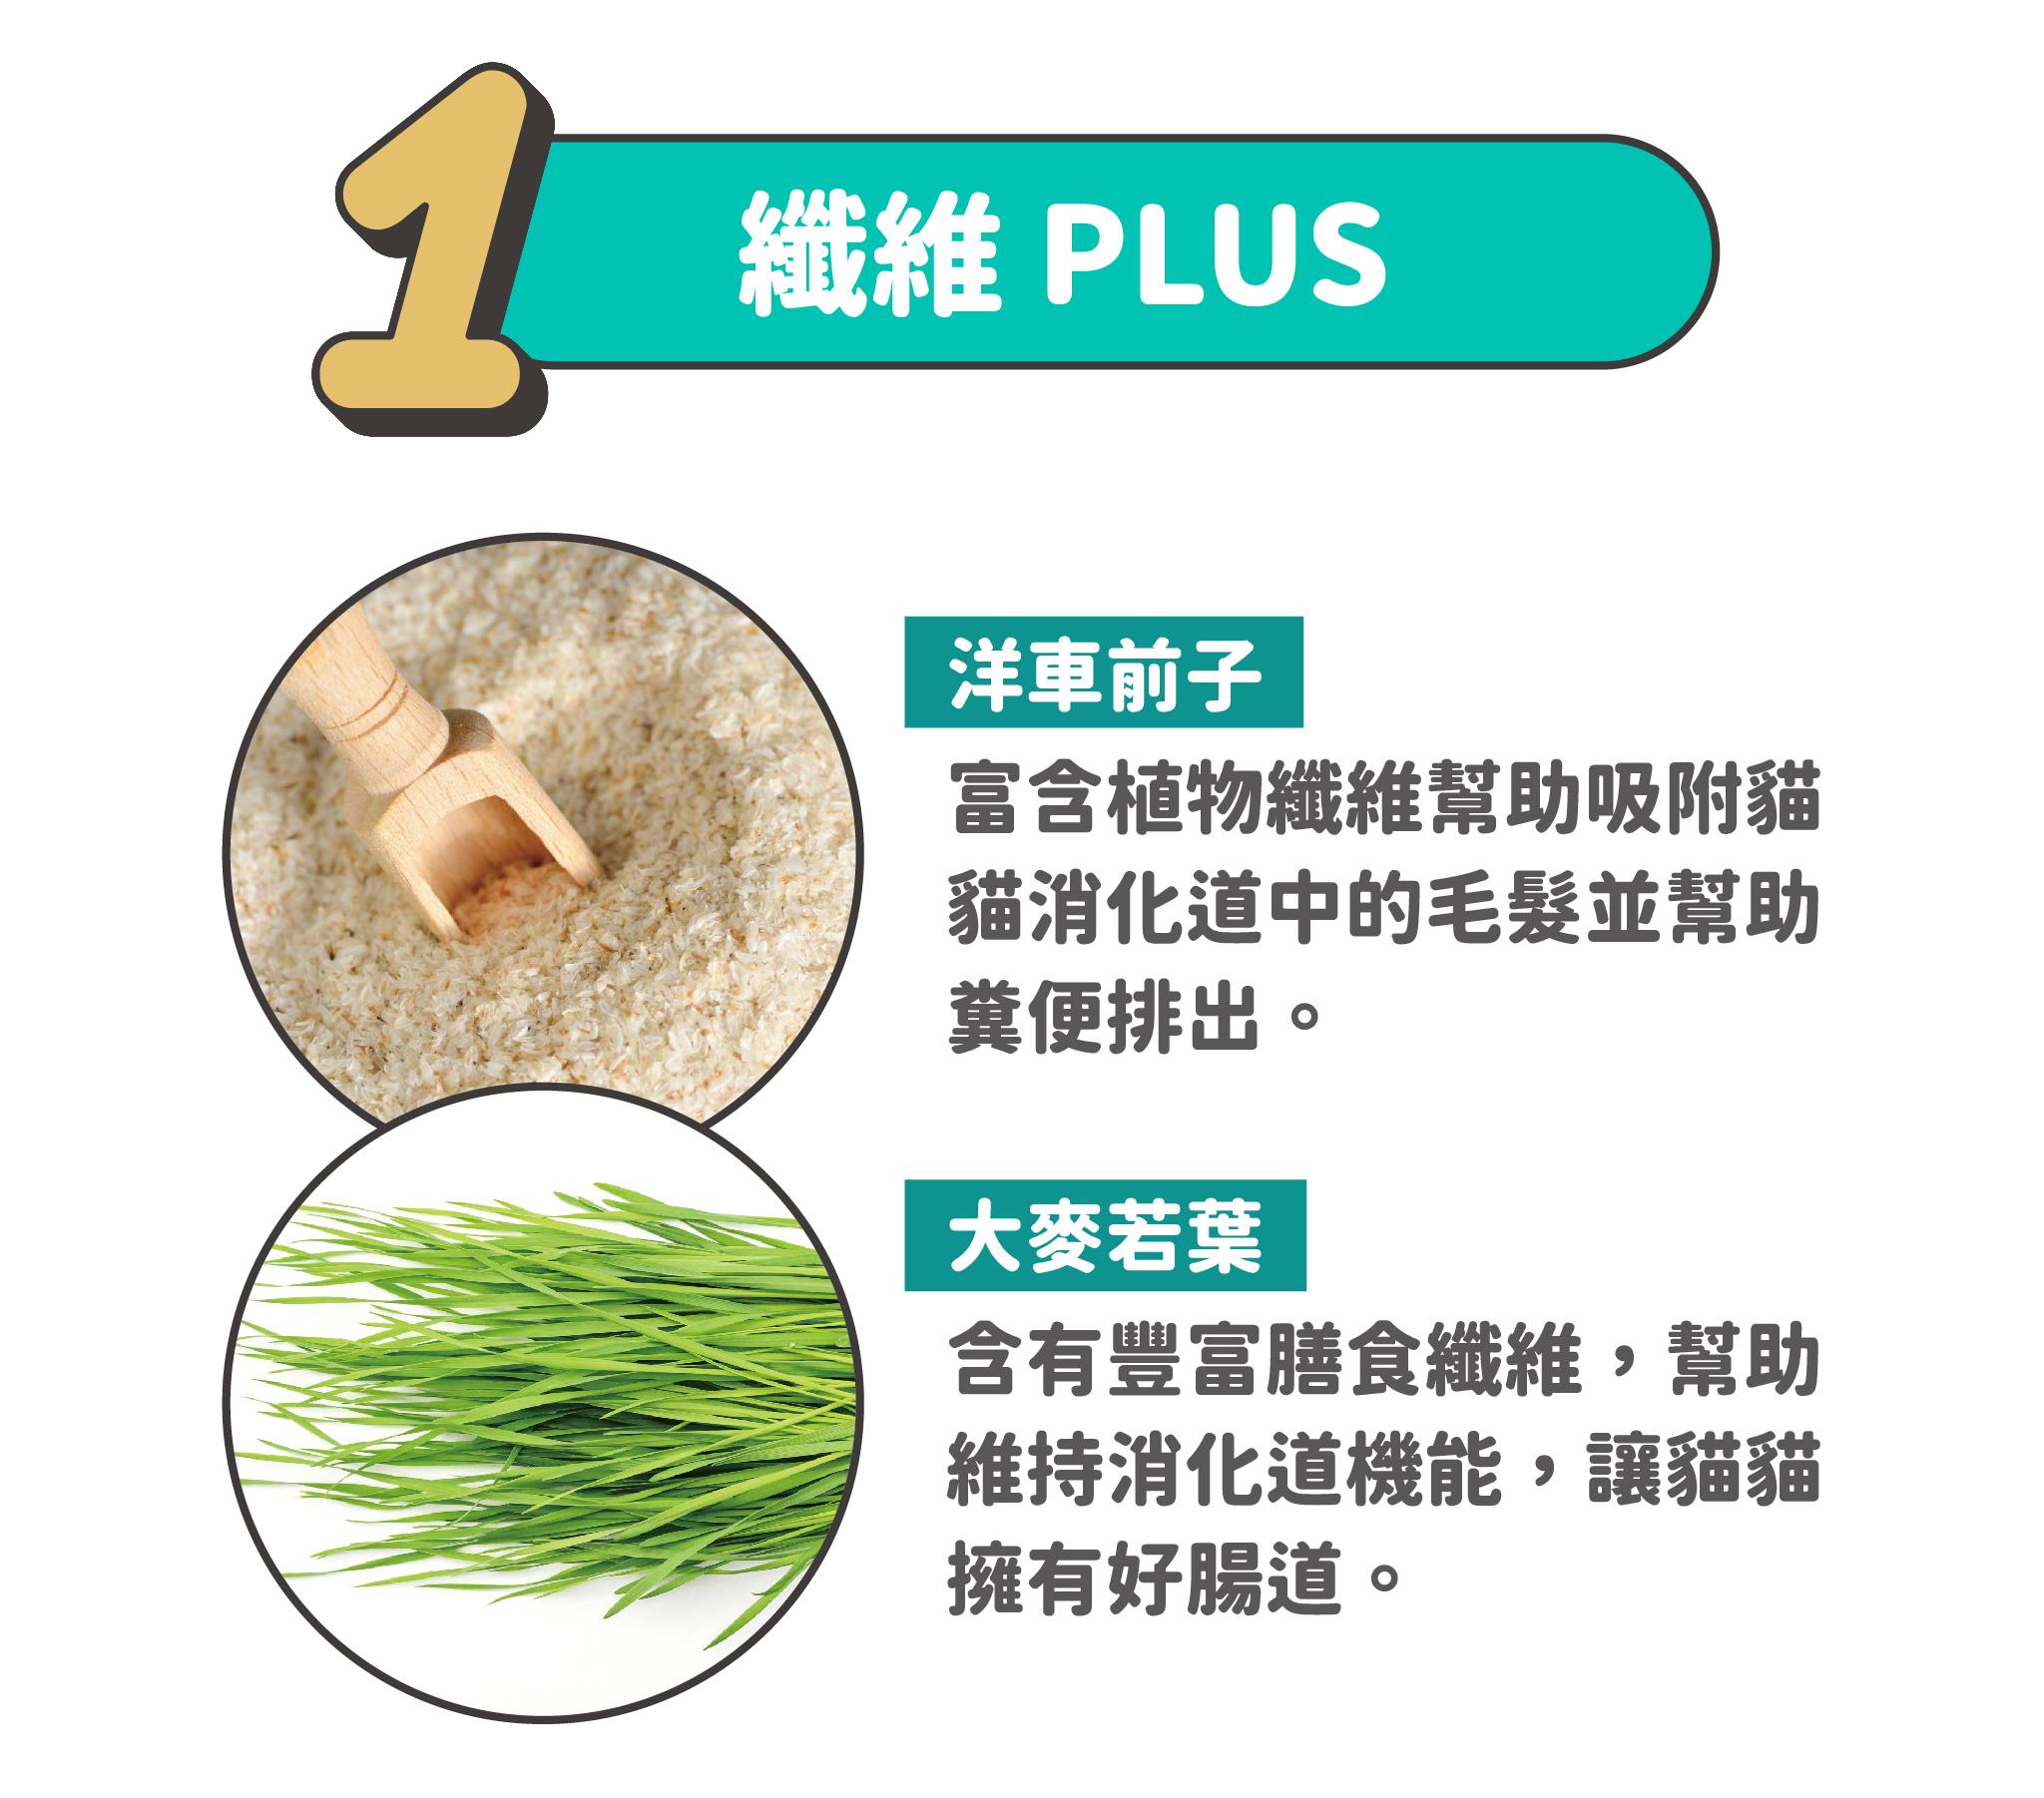 1
纖維 PLUS
洋車前子
富含植物纖維幫助吸附貓
貓消化道中的毛髮並幫助
糞便排出。
大麥若葉
含有豐富膳食纖維，幫助
維持消化道機能，讓貓貓
擁有好腸道。